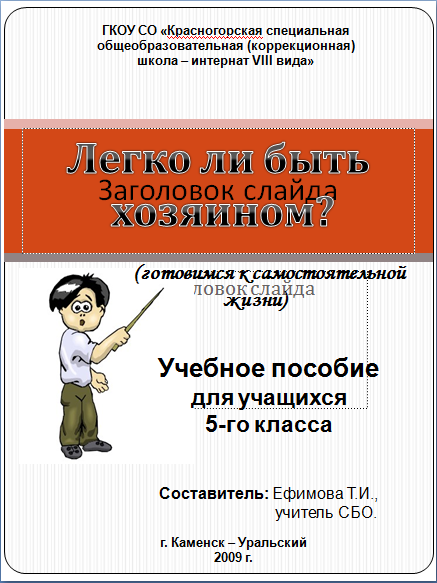 ГКОУ СО «Красногорская специальная
общеобразовательная (коррекционная)
школа – интернат VIII вида»
Легко ли быть
Заголовок слайда
хозяином?
(готовимся к самостоятельной
ловок слайда
жизни)
Учебное пособие
для учащихся
5-го класса
Составитель: Ефимова Т.И.,
учитель СБО.
г. Каменск – Уральский
2009 г.